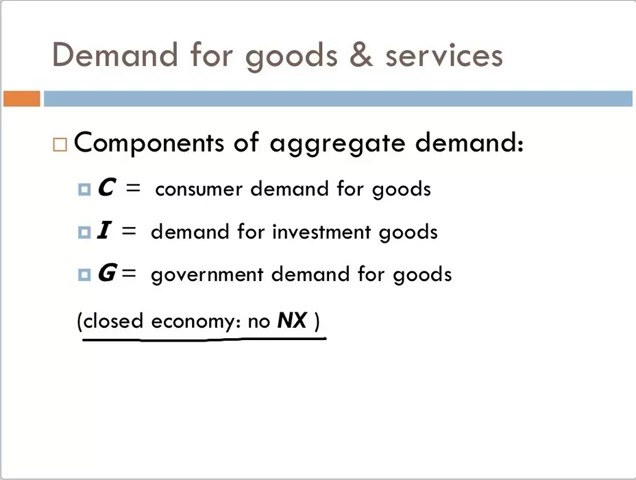 Demand for goods & services
Components of aggregate demand:
C = consumer demand for goods
I = demand for investment goods
G = government demand for goods
(closed economy: no NX )